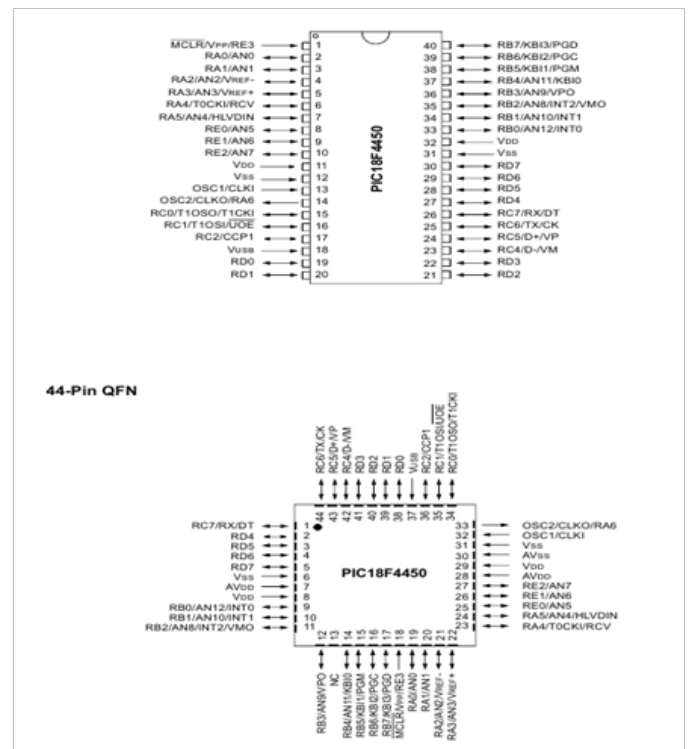 MCLR/VPP/RE3
RA0/AN0
RA1/AN1
RA2/AN2/VREF-
RA3/AN3/VREF+
RA4/T0CKI/RCV
RA5/AN4/HLVDIN
RE0/AN5
RE1/AN6
RE2/AN7
VDD
VSS
OSC1/CLKI
OSC2/CLKO/RA6
RC0/T1OSO/T1CKI
RC1/T1OSI/UOE
RC2/CCP1
VUSB
RD0
RD1
1
2
3
4
5
6
7
8
9
10
11
12
13
14
15
16
17
18
19
20
PIC18F4450
40
39
38
37
36
35
34
33
32
31
30
29
28
27
26
25
24
23
22
21
RB7/KBI3/PGD
RB6/KBI2/PGC
RB5/KBI1/PGM
RB4/AN11/KBI0
RB3/AN9/VPO
RB2/AN8/INT2/VMO
RB1/AN10/INT1
RB0/AN12/INT0
VDD
VSS
RD7
RD6
RD5
RD4
RC7/RX/DT
RC6/TX/CK
RC5/D+/VP
RC4/D-/VM
RD3
RD2
44-Pin QFN
RC6/TX/CK
RC5/D+/VP
RC4/D-/VM
RD3
RD2
RD1
RD0
VUSB
RC2/CCP1
RC1/T1OSI/UOE
RC0/T1OSO/T1CKI
44
43
42
41
40
39
38
37
36
35
34
RC7/RX/DT
RD4
RD5
RD6
RD7
VSS
AVDD
VDD
RB0/AN12/INT0
RB1/AN10/INT1
RB2/AN8/INT2/VMO
1
2
3
4
5
6
7
8
9
10
11
PIC18F4450
33
32
31
30
29
28
27
26
25
24
23
OSC2/CLKO/RA6
OSC1/CLKI
VSS
AVSS
VDD
AVDD
RE2/AN7
RE1/AN6
RE0/AN5
RA5/AN4/HLVDIN
RA4/T0CKI/RCV
12
13
14
15
16
17
18
19
20
21
22
RB3/AN9/VPO
NC
RB4/AN11/KBI0
RB5/KBI1/PGM
RB6/KBI2/PGC
RB7/KBI3/PGD
MCLR/VPP/RE3
RA0/AN0
RA1/AN1
RA2/AN2/VREF-
RA3/AN3/VREF+